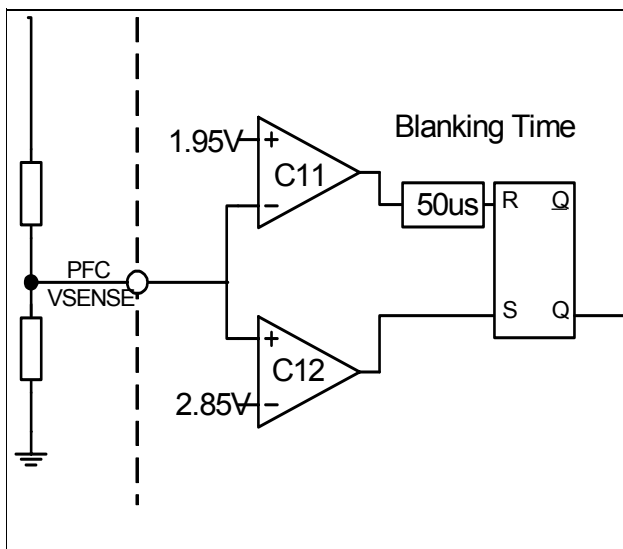 Blanking Time
1.95V
+
C11
−
50us
R
Q
PFC
VSENSE
S
Q
+
C12
2.85V
−